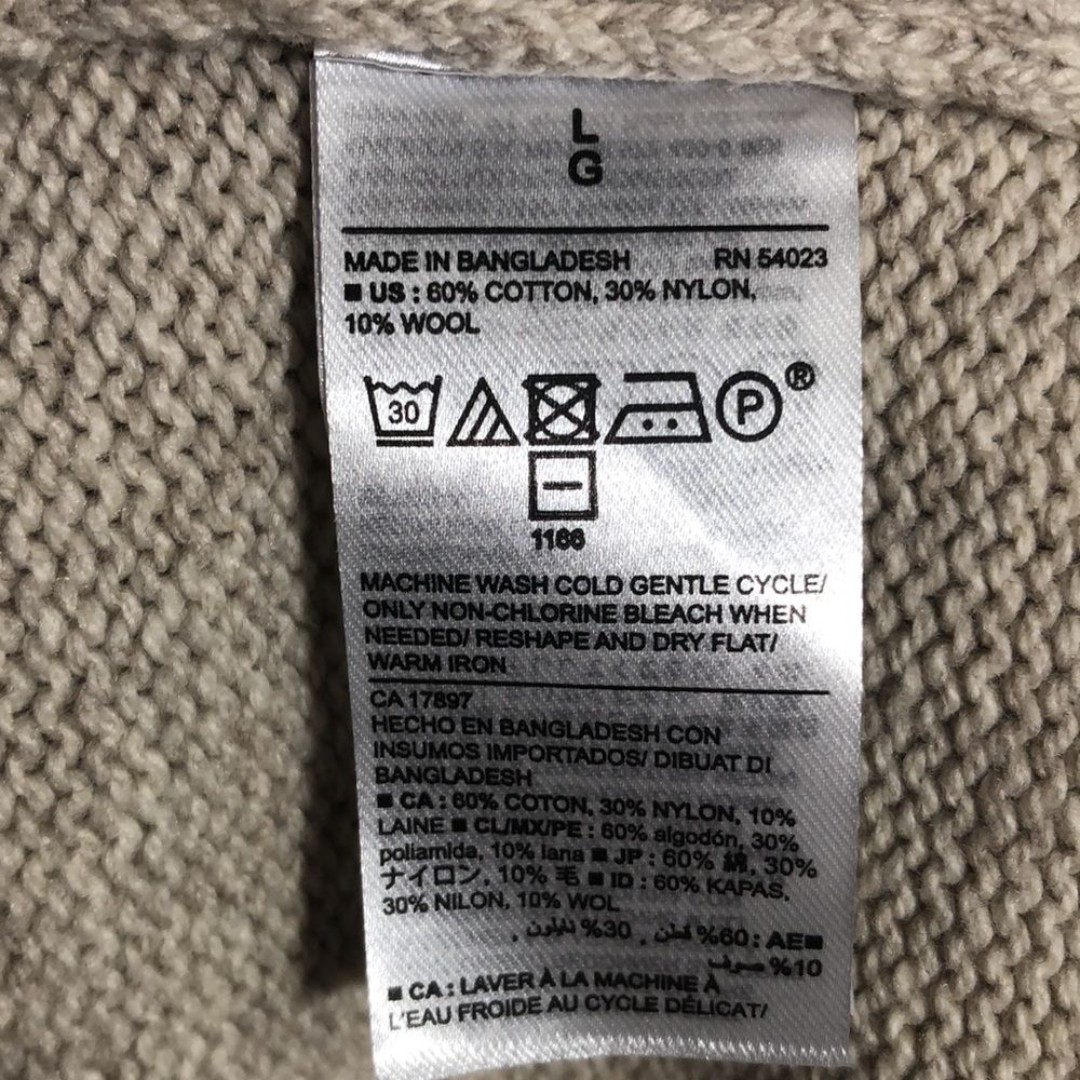 L
G
MADE IN BANGLADESH RN 54023
■ US : 60% COTTON, 30% NYLON,
10% WOOL
30 P ®
1166
MACHINE WASH COLD GENTLE CYCLE/
ONLY NON-CHLORINE BLEACH WHEN
NEEDED/ RESHAPE AND DRY FLAT/
WARM IRON
CA 17897
HECHO EN BANGLADESH CON
INSUMOS IMPORTADOS/ DIBUAT DI
BANGLADESH
■ CA : 60% COTON, 30% NYLON, 10%
LAINE ■ CL/MX/PE : 60% algodón, 30%
poliamida, 10% lana ■ JP : 60% 綿, 30%
ナイロン, 10% 毛 ■ ID : 60% KAPAS,
30% NILON, 10% WOL
■AE : 60% قطن , 30% نايلون ,
10% صوف
■ CA : LAVER À LA MACHINE À
L'EAU FROIDE AU CYCLE DÉLICAT/